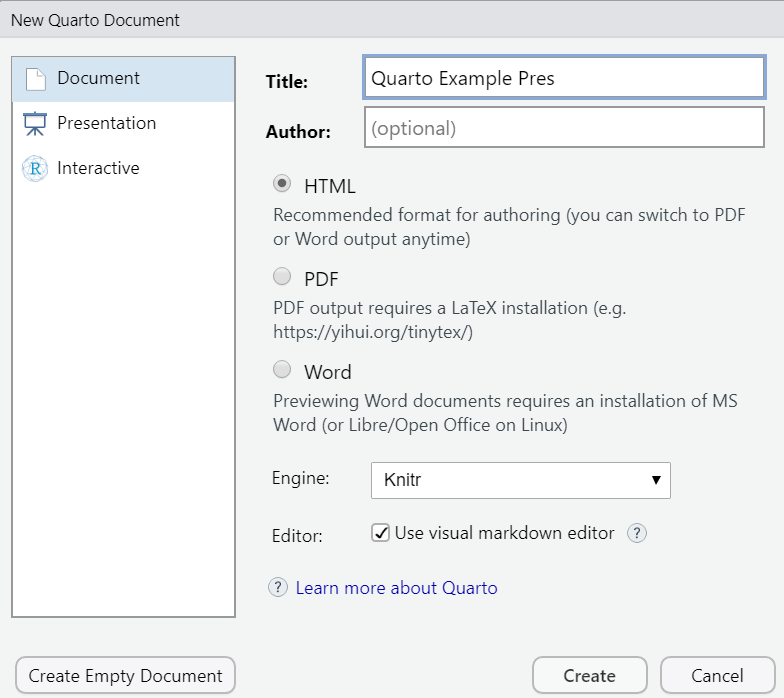 New Quarto Document
Document
Presentation
R Interactive
Title: Quarto Example Pres
Author: (optional)
HTML
Recommended format for authoring (you can switch to PDF
or Word output anytime)
PDF
PDF output requires a LaTeX installation (e.g.
https://yihui.org/tinytex/)
Word
Previewing Word documents requires an installation of MS
Word (or Libre/Open Office on Linux)
Engine: Knitr
Editor: Use visual markdown editor ?
? Learn more about Quarto
Create Empty Document Create Cancel